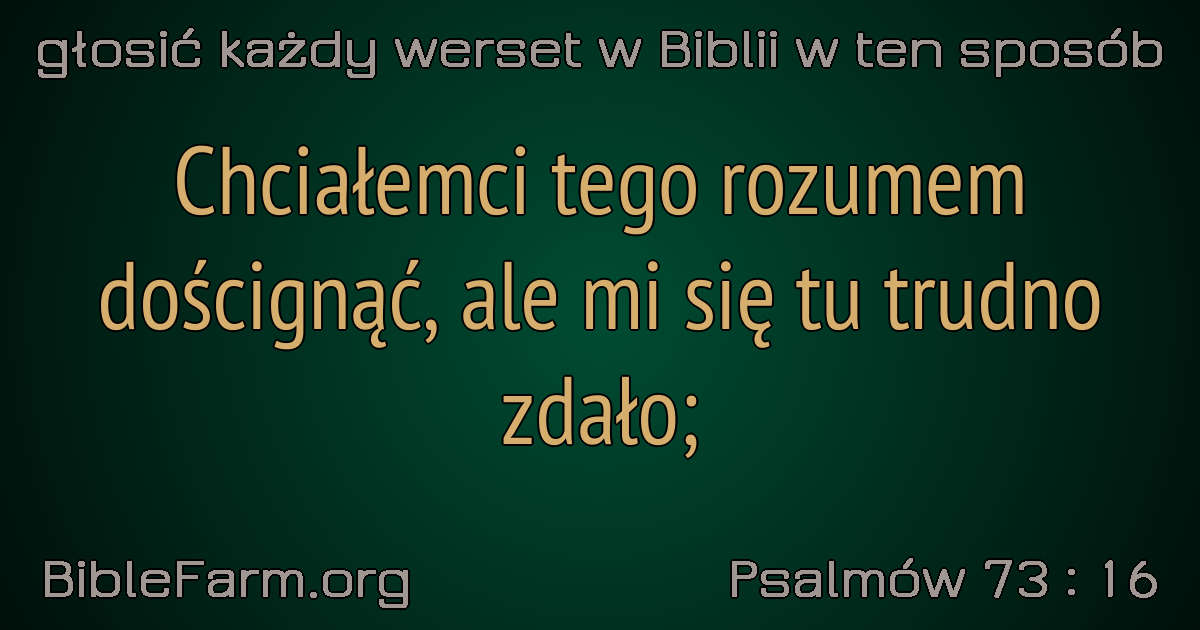 głosić każdy werset w Biblii w ten sposób
Chciałemci tego rozumem
doścignąć, ale mi się tu trudno
zdało;
BibleFarm.org
Psalmów 73 : 16